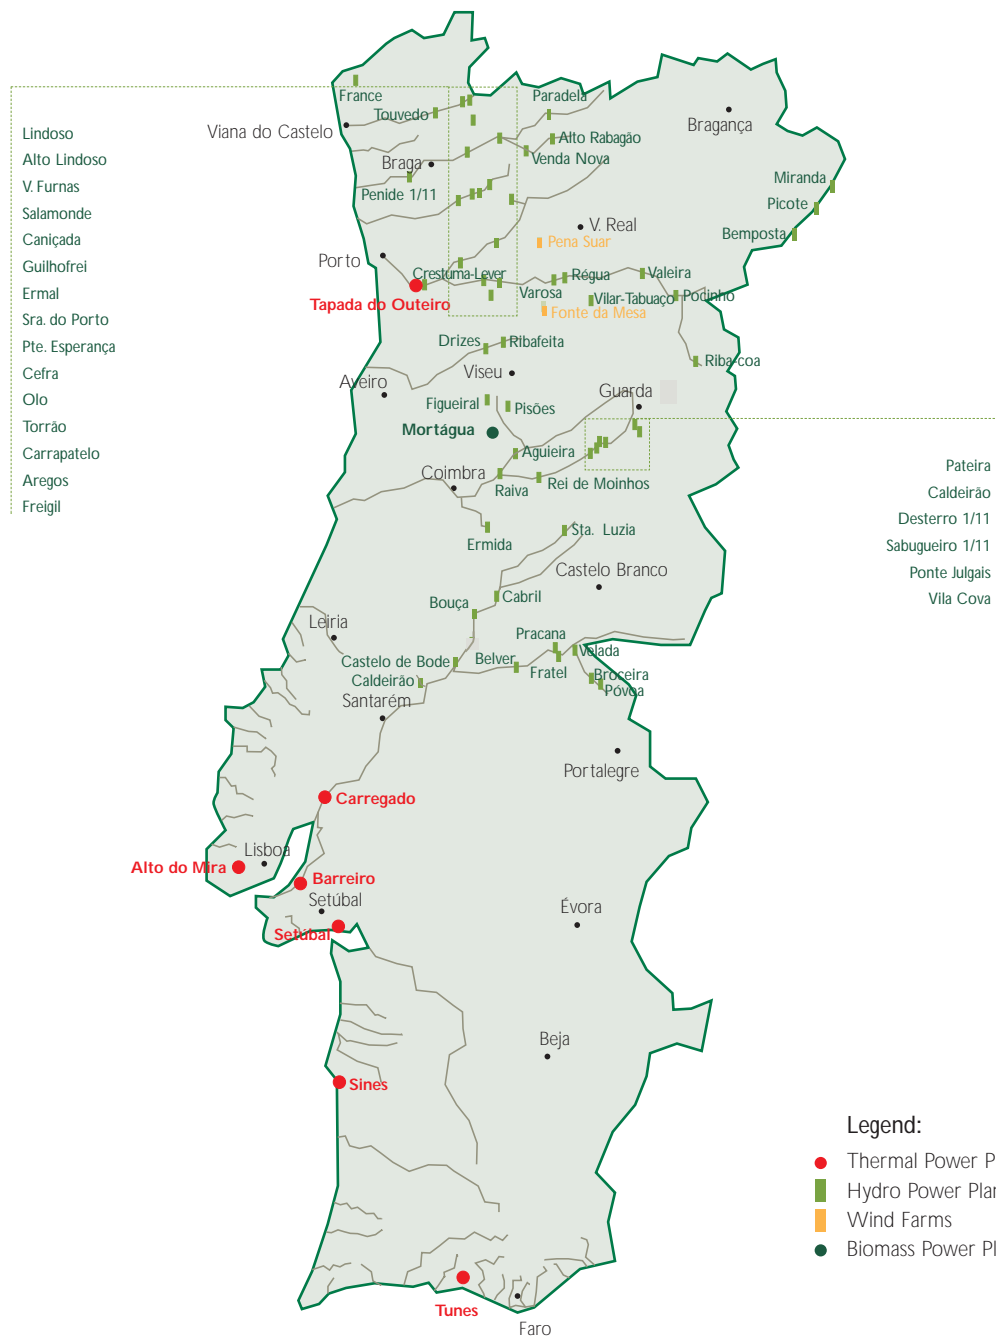 France
Paradela
Touvedo
Viana do Castelo
Bragança
Alto Rabagão
Venda Nova
Braga
Penide 1/11
Miranda
Picote
Bemposta
V. Real
Pena Suar
Porto
Crestuma-Lever
Régua
Valeira
Tapada do Outeiro
Varosa
Vilar-Tabuaço
Pocinho
Fonte da Mesa
Lindoso
Alto Lindoso
V. Furnas
Salamonde
Caniçada
Guilhofrei
Ermal
Sra. do Porto
Pte. Esperança
Cefra
Olo
Torrão
Carrapatelo
Aregos
Freigil
Drizes
Ribafeita
Riba-coa
Viseu
Aveiro
Guarda
Figueiral
Pisões
Mortágua
Aguieira
Coimbra
Raiva
Rei de Moinhos
Pateira
Caldeirão
Desterro 1/11
Sabugueiro 1/11
Ponte Julgais
Vila Cova
Ermida
Sta. Luzia
Castelo Branco
Bouça
Cabril
Leiria
Pracana
Castelo de Bode
Belver
Velada
Caldeirão
Fratel
Broceira
Póvoa
Santarém
Portalegre
Carregado
Lisboa
Alto do Mira
Barreiro
Setúbal
Setúbal
Évora
Beja
Sines
Tunes
Faro
Legend:
Thermal Power P
Hydro Power Plan
Wind Farms
Biomass Power Pl